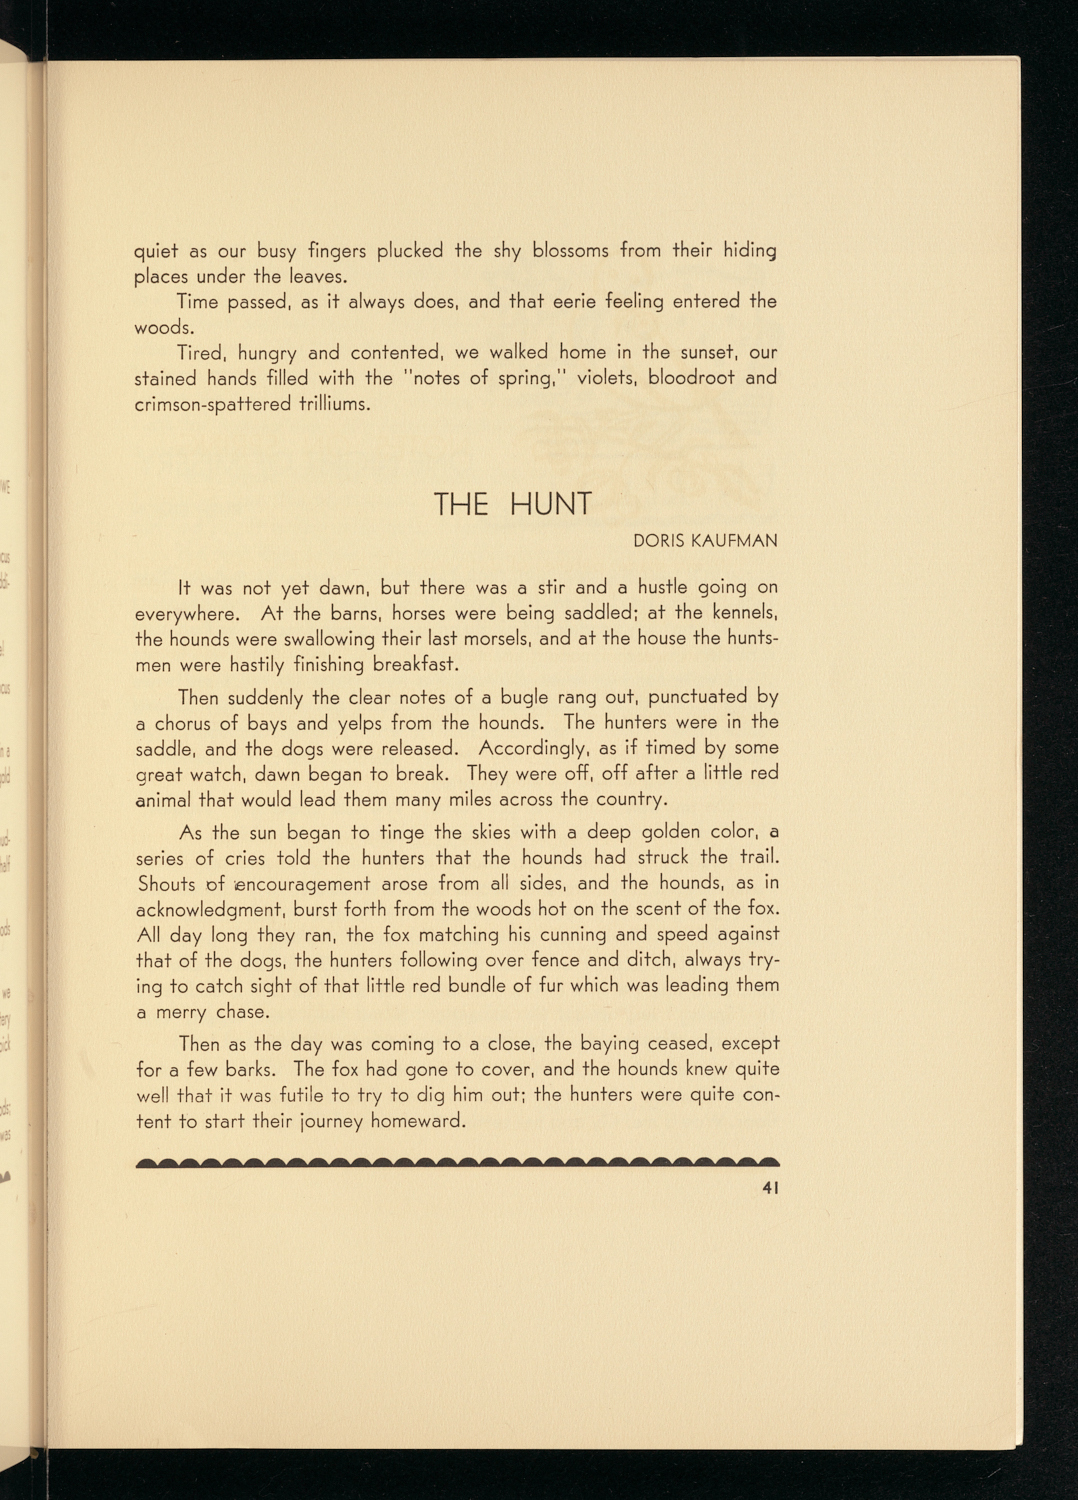 quiet as our busy fingers plucked the shy blossoms from their hiding
places under the leaves.
Time passed, as it always does, and that eerie feeling entered the
woods.
Tired, hungry and contented, we walked home in the sunset, our
stained hands filled with the "notes of spring," violets, bloodroot and
crimson-spattered trilliums.
THE HUNT
DORIS KAUFMAN
It was not yet dawn, but there was a stir and a hustle going on
everywhere. At the barns, horses were being saddled; at the kennels,
the hounds were swallowing their last morsels, and at the house the hunts-
men were hastily finishing breakfast.
Then suddenly the clear notes of a bugle rang out, punctuated by
a chorus of bays and yelps from the hounds. The hunters were in the
saddle, and the dogs were released. Accordingly, as if timed by some
great watch, dawn began to break. They were off, off after a little red
animal that would lead them many miles across the country.
As the sun began to tinge the skies with a deep golden color, a
series of cries told the hunters that the hounds had struck the trail.
Shouts of encouragement arose from all sides, and the hounds, as in
acknowledgment, burst forth from the woods hot on the scent of the fox.
All day long they ran, the fox matching his cunning and speed against
that of the dogs, the hunters following over fence and ditch, always try-
ing to catch sight of that little red bundle of fur which was leading them
a merry chase.
Then as the day was coming to a close, the baying ceased, except
for a few barks. The fox had gone to cover, and the hounds knew quite
well that it was futile to try to dig him out; the hunters were quite con-
tent to start their journey homeward.
41